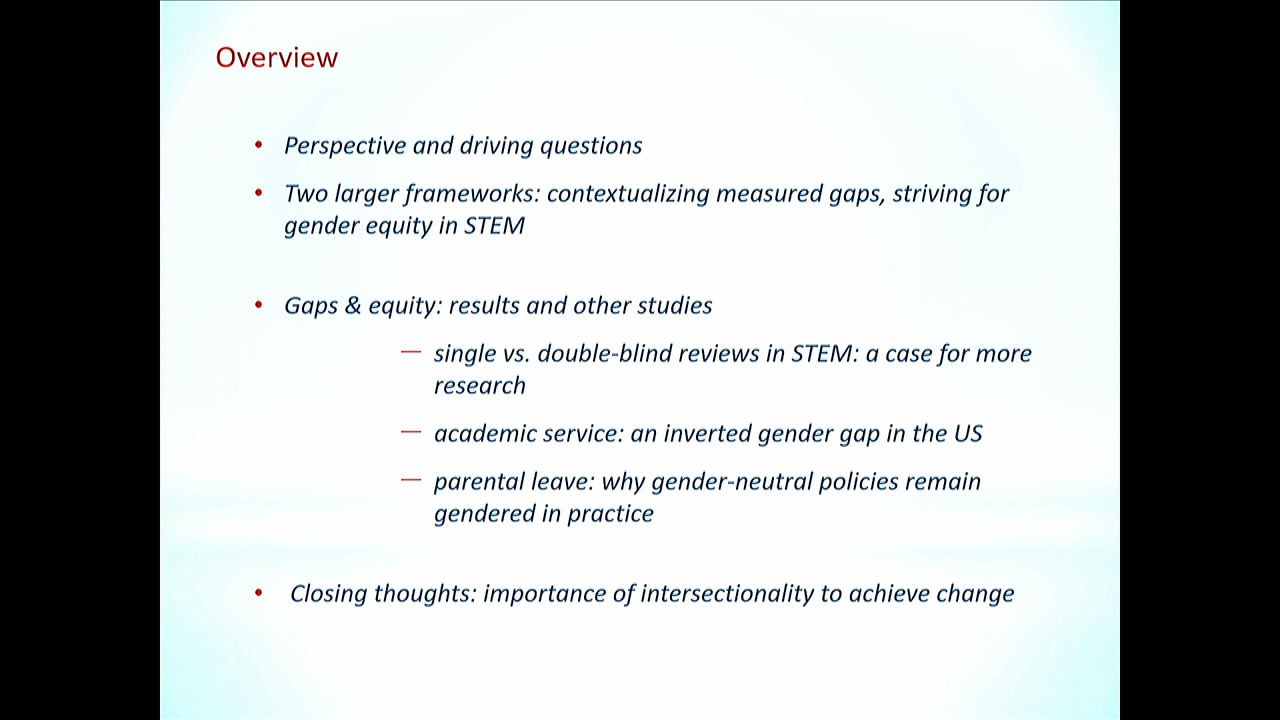 Overview
• Perspective and driving questions
• Two larger frameworks: contextualizing measured gaps, striving for
gender equity in STEM
• Gaps & equity: results and other studies
— single vs. double-blind reviews in STEM: a case for more
research
— academic service: an inverted gender gap in the US
— parental leave: why gender-neutral policies remain
gendered in practice
• Closing thoughts: importance of intersectionality to achieve change